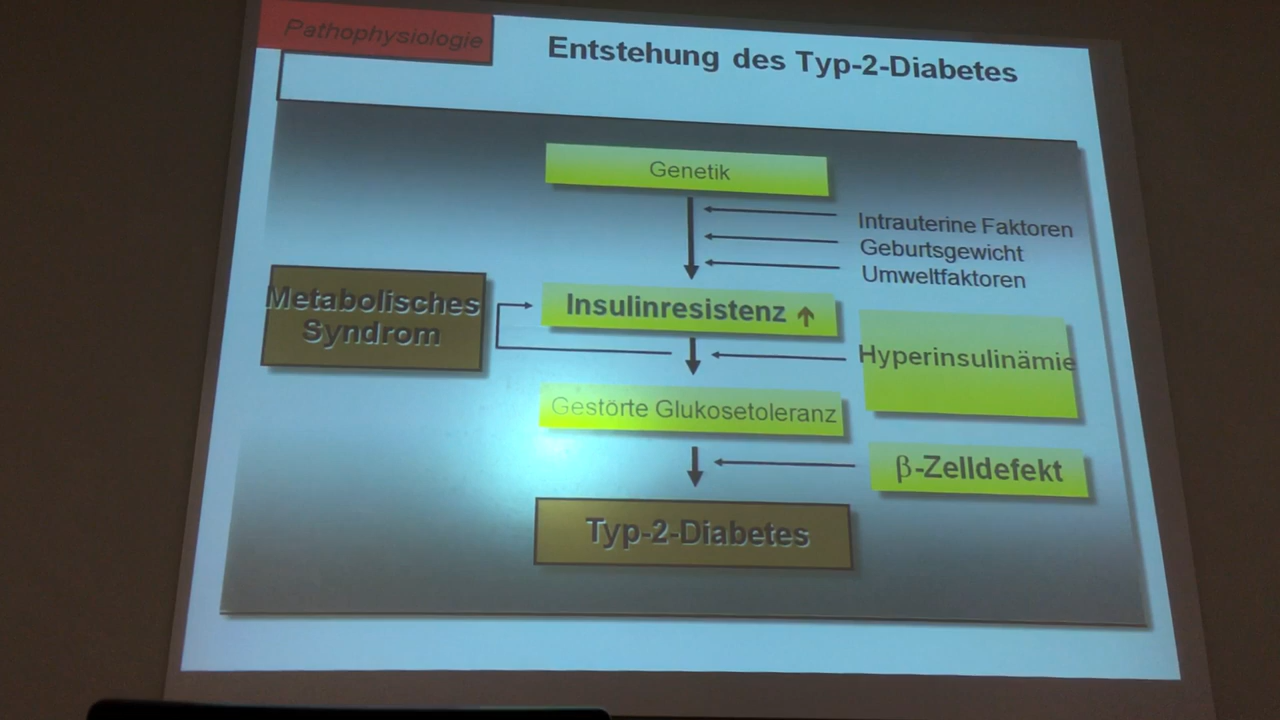 Pathophysiologie
Entstehung des Typ-2-Diabetes
Genetik
Intrauterine Faktoren
Geburtsgewicht
Umweltfaktoren
Metabolisches
Syndrom
Insulinresistenz ↑
Hyperinsulinämie
Gestörte Glukosetoleranz
β-Zelldefekt
Typ-2-Diabetes